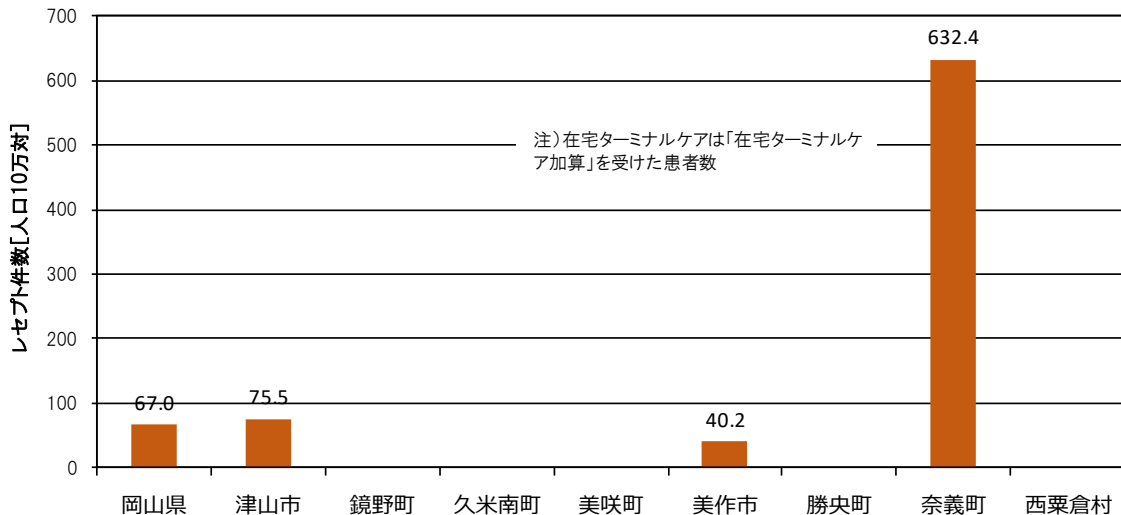 700
600
500
400
300
200
100
0
レセプト件数[人口10万対]
注)在宅ターミナルケアは「在宅ターミナルケ
ア加算」を受けた患者数
67.0
75.5
40.2
632.4
岡山県
津山市
鏡野町
久米南町
美咲町
美作市
勝央町
奈義町
西粟倉村